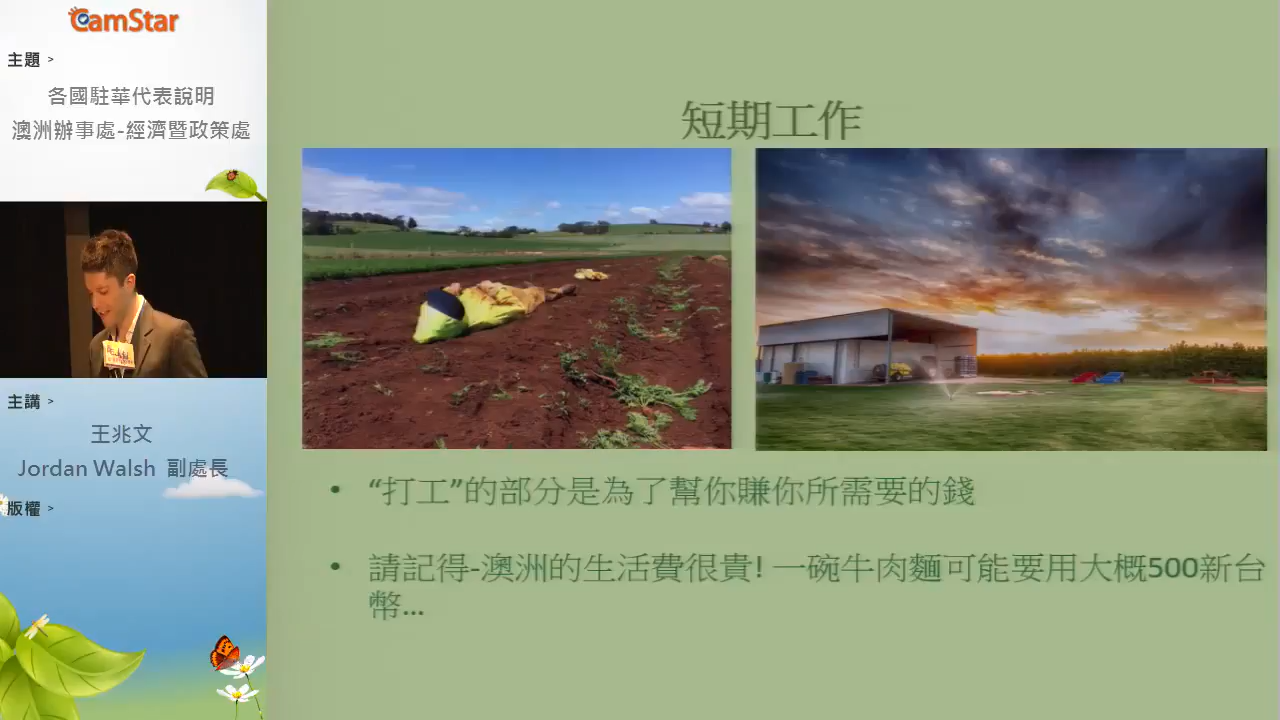 CamStar
主題 >
各國駐華代表說明
澳洲辦事處-經濟暨政策處
主講 >
王兆文
Jordan Walsh 副處長
版權 >
短期工作
• “打工”的部分是為了幫你賺你所需要的錢
• 請記得-澳洲的生活費很貴! 一碗牛肉麵可能要用大概500新台
幣...